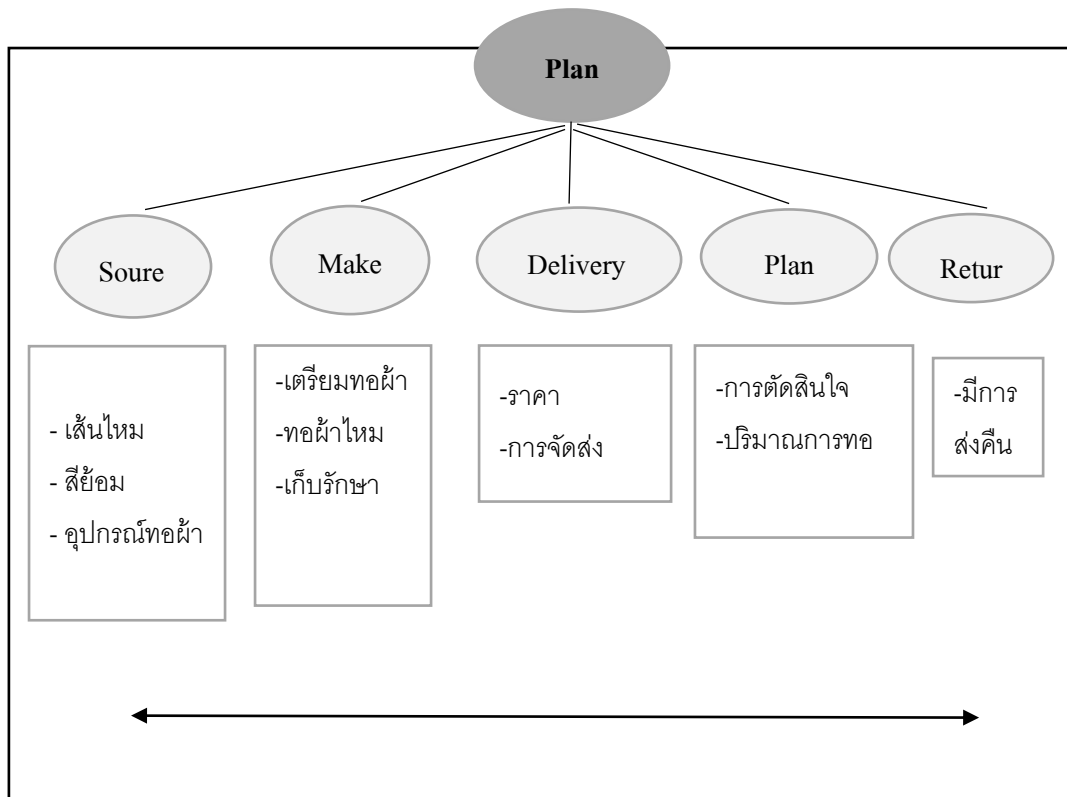 Plan
Soure
Make
Delivery
Plan
Retur
- เส้นไหม
- สีย้อม
- อุปกรณ์ทอผ้า
-เตรียมทอผ้า
-ทอผ้าไหม
-เก็บรักษา
-ราคา
-การจัดส่ง
-การตัดสินใจ
-ปริมาณการทอ
-มีการ
ส่งคืน